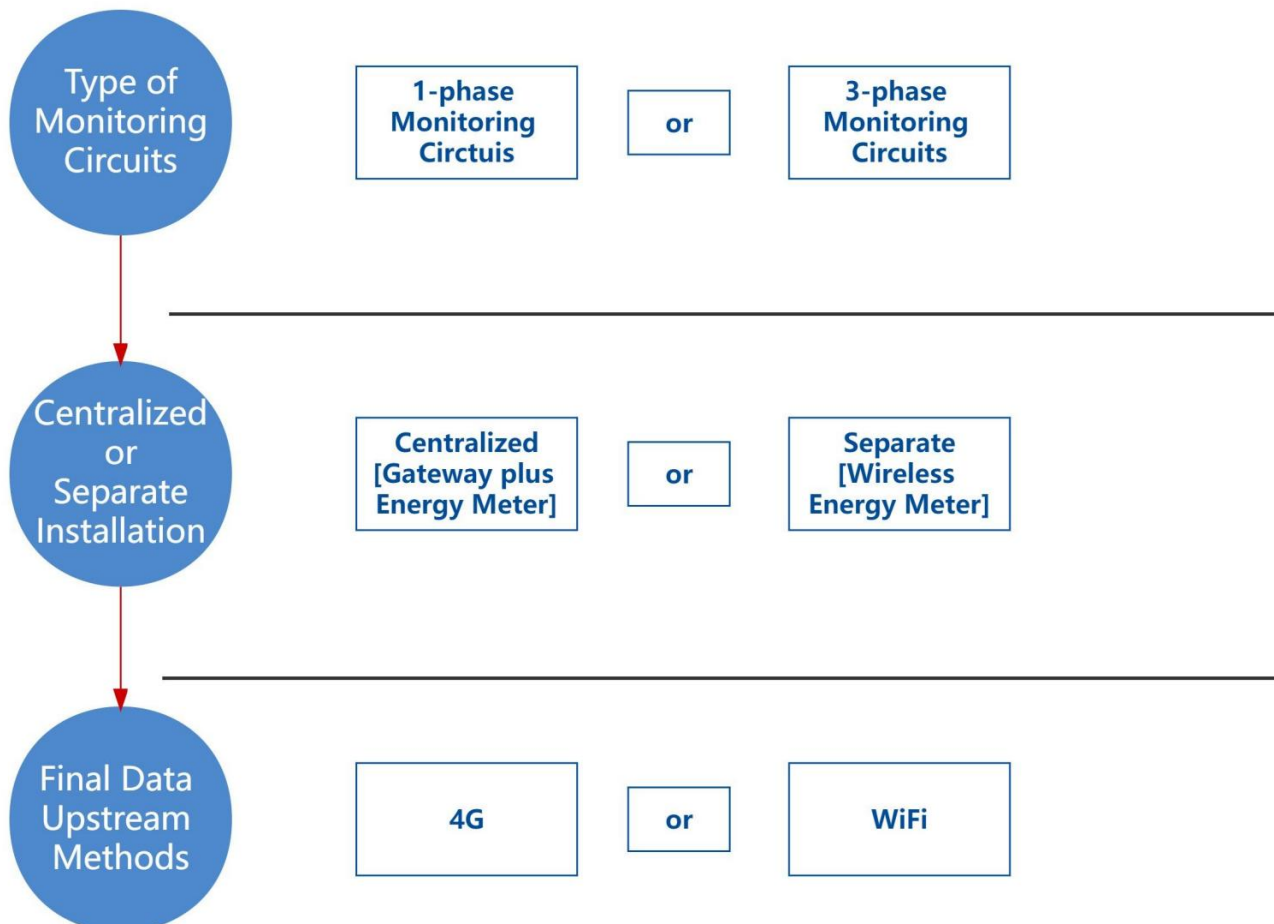 Type of
Monitoring
Circuits
1-phase
Monitoring
Circtuis
or
3-phase
Monitoring
Circuits
Centralized
or
Separate
Installation
Centralized
[Gateway plus
Energy Meter]
or
Separate
[Wireless
Energy Meter]
Final Data
Upstream
Methods
4G
or
WiFi